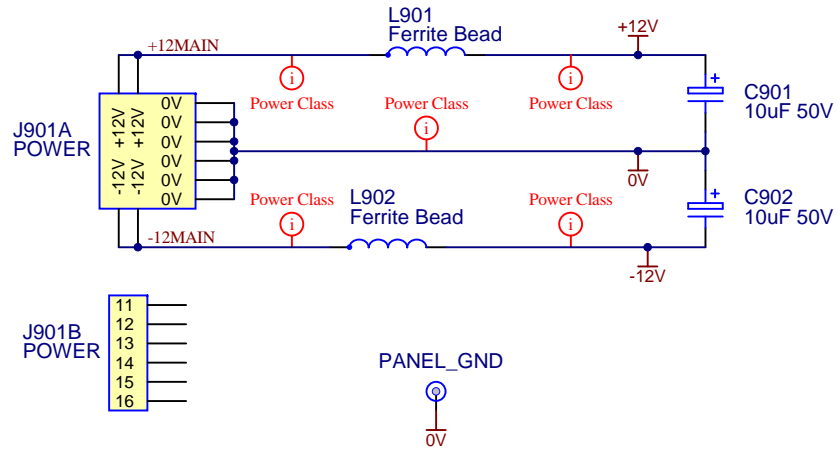 L901
Ferrite Bead
+12MAIN
+12V
i
Power Class
i
Power Class
i
Power Class
+
C901
10uF 50V
J901A
POWER
+12V
+12V
-12V
-12V
0V
0V
0V
0V
0V
0V
0V
L902
Ferrite Bead
-12MAIN
Power Class
i
Power Class
i
+
C902
10uF 50V
-12V
J901B
POWER
11
12
13
14
15
16
PANEL_GND
0V